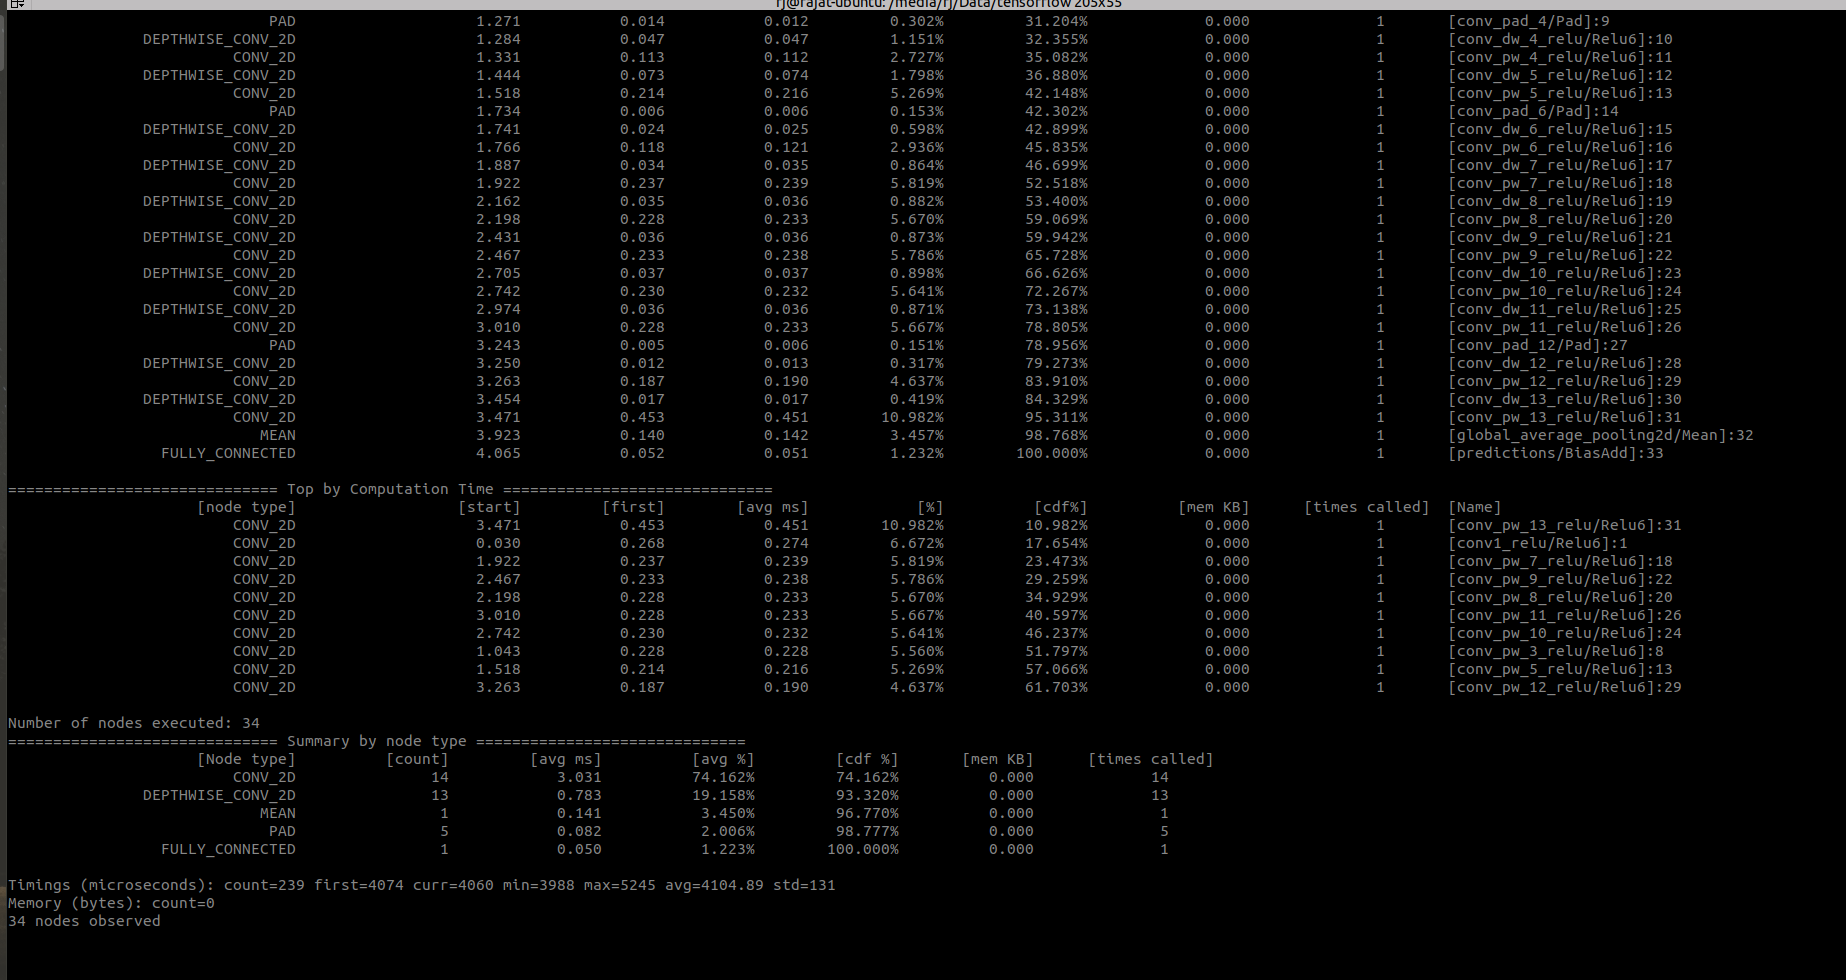 rj@rajat-ubuntu: /media/rj/Data/tensorflow 205x55
PAD 1.271 0.014 0.012 0.302% 31.204% 0.000 1 [conv_pad_4/Pad]:9
DEPTHWISE_CONV_2D 1.284 0.047 0.047 1.151% 32.355% 0.000 1 [conv_dw_4_relu/Relu6]:10
CONV_2D 1.331 0.113 0.112 2.727% 35.082% 0.000 1 [conv_pw_4_relu/Relu6]:11
DEPTHWISE_CONV_2D 1.444 0.073 0.074 1.798% 36.880% 0.000 1 [conv_dw_5_relu/Relu6]:12
CONV_2D 1.518 0.214 0.216 5.269% 42.148% 0.000 1 [conv_pw_5_relu/Relu6]:13
PAD 1.734 0.006 0.006 0.153% 42.302% 0.000 1 [conv_pad_6/Pad]:14
DEPTHWISE_CONV_2D 1.741 0.024 0.025 0.598% 42.899% 0.000 1 [conv_dw_6_relu/Relu6]:15
CONV_2D 1.766 0.118 0.121 2.936% 45.835% 0.000 1 [conv_pw_6_relu/Relu6]:16
DEPTHWISE_CONV_2D 1.887 0.034 0.035 0.864% 46.699% 0.000 1 [conv_dw_7_relu/Relu6]:17
CONV_2D 1.922 0.237 0.239 5.819% 52.518% 0.000 1 [conv_pw_7_relu/Relu6]:18
DEPTHWISE_CONV_2D 2.162 0.035 0.036 0.882% 53.400% 0.000 1 [conv_dw_8_relu/Relu6]:19
CONV_2D 2.198 0.228 0.233 5.670% 59.069% 0.000 1 [conv_pw_8_relu/Relu6]:20
DEPTHWISE_CONV_2D 2.431 0.036 0.036 0.873% 59.942% 0.000 1 [conv_dw_9_relu/Relu6]:21
CONV_2D 2.467 0.233 0.238 5.786% 65.728% 0.000 1 [conv_pw_9_relu/Relu6]:22
DEPTHWISE_CONV_2D 2.705 0.037 0.037 0.898% 66.626% 0.000 1 [conv_dw_10_relu/Relu6]:23
CONV_2D 2.742 0.230 0.232 5.641% 72.267% 0.000 1 [conv_pw_10_relu/Relu6]:24
DEPTHWISE_CONV_2D 2.974 0.036 0.036 0.871% 73.138% 0.000 1 [conv_dw_11_relu/Relu6]:25
CONV_2D 3.010 0.228 0.233 5.667% 78.805% 0.000 1 [conv_pw_11_relu/Relu6]:26
PAD 3.243 0.005 0.006 0.151% 78.956% 0.000 1 [conv_pad_12/Pad]:27
DEPTHWISE_CONV_2D 3.250 0.012 0.013 0.317% 79.273% 0.000 1 [conv_dw_12_relu/Relu6]:28
CONV_2D 3.263 0.187 0.190 4.637% 83.910% 0.000 1 [conv_pw_12_relu/Relu6]:29
DEPTHWISE_CONV_2D 3.454 0.017 0.017 0.419% 84.329% 0.000 1 [conv_dw_13_relu/Relu6]:30
CONV_2D 3.471 0.453 0.451 10.982% 95.311% 0.000 1 [conv_pw_13_relu/Relu6]:31
MEAN 3.923 0.140 0.142 3.457% 98.768% 0.000 1 [global_average_pooling2d/Mean]:32
FULLY_CONNECTED 4.065 0.052 0.051 1.232% 100.000% 0.000 1 [predictions/BiasAdd]:33
============================== Top by Computation Time ==============================
[node type] [start] [first] [avg ms] [%] [cdf%] [mem KB] [times called] [Name]
CONV_2D 3.471 0.453 0.451 10.982% 10.982% 0.000 1 [conv_pw_13_relu/Relu6]:31
CONV_2D 0.030 0.268 0.274 6.672% 17.654% 0.000 1 [conv1_relu/Relu6]:1
CONV_2D 1.922 0.237 0.239 5.819% 23.473% 0.000 1 [conv_pw_7_relu/Relu6]:18
CONV_2D 2.467 0.233 0.238 5.786% 29.259% 0.000 1 [conv_pw_9_relu/Relu6]:22
CONV_2D 2.198 0.228 0.233 5.670% 34.929% 0.000 1 [conv_pw_8_relu/Relu6]:20
CONV_2D 3.010 0.228 0.233 5.667% 40.597% 0.000 1 [conv_pw_11_relu/Relu6]:26
CONV_2D 2.742 0.230 0.232 5.641% 46.237% 0.000 1 [conv_pw_10_relu/Relu6]:24
CONV_2D 1.043 0.228 0.228 5.560% 51.797% 0.000 1 [conv_pw_3_relu/Relu6]:8
CONV_2D 1.518 0.214 0.216 5.269% 57.066% 0.000 1 [conv_pw_5_relu/Relu6]:13
CONV_2D 3.263 0.187 0.190 4.637% 61.703% 0.000 1 [conv_pw_12_relu/Relu6]:29
Number of nodes executed: 34
============================== Summary by node type ==============================
[Node type] [count] [avg ms] [avg %] [cdf %] [mem KB] [times called]
CONV_2D 14 3.031 74.162% 74.162% 0.000 14
DEPTHWISE_CONV_2D 13 0.783 19.158% 93.320% 0.000 13
MEAN 1 0.141 3.450% 96.770% 0.000 1
PAD 5 0.082 2.006% 98.777% 0.000 5
FULLY_CONNECTED 1 0.050 1.223% 100.000% 0.000 1
Timings (microseconds): count=239 first=4074 curr=4060 min=3988 max=5245 avg=4104.89 std=131
Memory (bytes): count=0
34 nodes observed